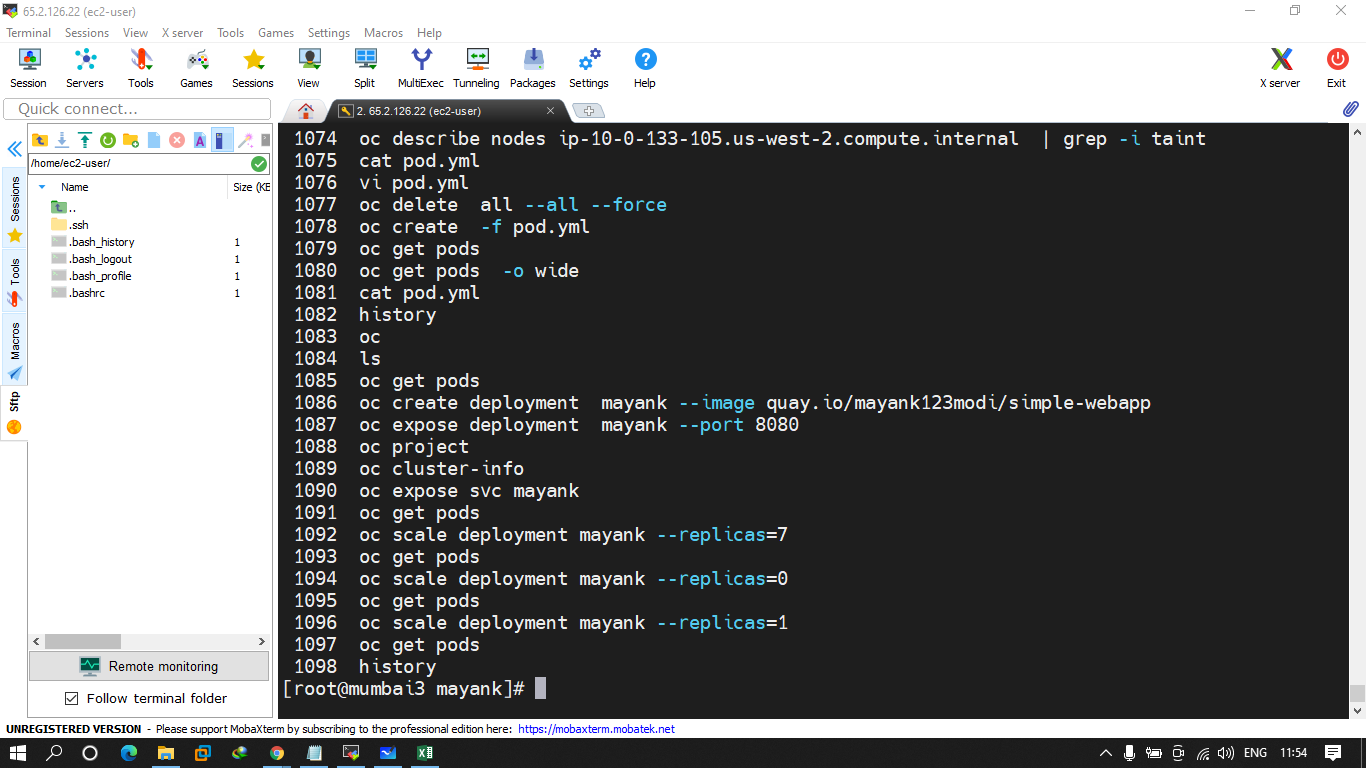 65.2.126.22 (ec2-user)
Terminal Sessions View X server Tools Games Settings Macros Help
Session Servers Tools Games Sessions View Split MultiExec Tunneling Packages Settings Help X server Exit
Quick connect...
2. 65.2.126.22 (ec2-user)
/home/ec2-user/
Name Size (KB
..
.ssh
.bash_history 1
.bash_logout 1
.bash_profile 1
.bashrc 1
Sessions
Tools
Macros
Sftp
Remote monitoring
Follow terminal folder
1074 oc describe nodes ip-10-0-133-105.us-west-2.compute.internal | grep -i taint
1075 cat pod.yml
1076 vi pod.yml
1077 oc delete all --all --force
1078 oc create -f pod.yml
1079 oc get pods
1080 oc get pods -o wide
1081 cat pod.yml
1082 history
1083 oc
1084 ls
1085 oc get pods
1086 oc create deployment mayank --image quay.io/mayank123modi/simple-webapp
1087 oc expose deployment mayank --port 8080
1088 oc project
1089 oc cluster-info
1090 oc expose svc mayank
1091 oc get pods
1092 oc scale deployment mayank --replicas=7
1093 oc get pods
1094 oc scale deployment mayank --replicas=0
1095 oc get pods
1096 oc scale deployment mayank --replicas=1
1097 oc get pods
1098 history
[root@mumbai3 mayank]#
UNREGISTERED VERSION - Please support MobaXterm by subscribing to the professional edition here: https://mobaxterm.mobatek.net
ENG 11:54